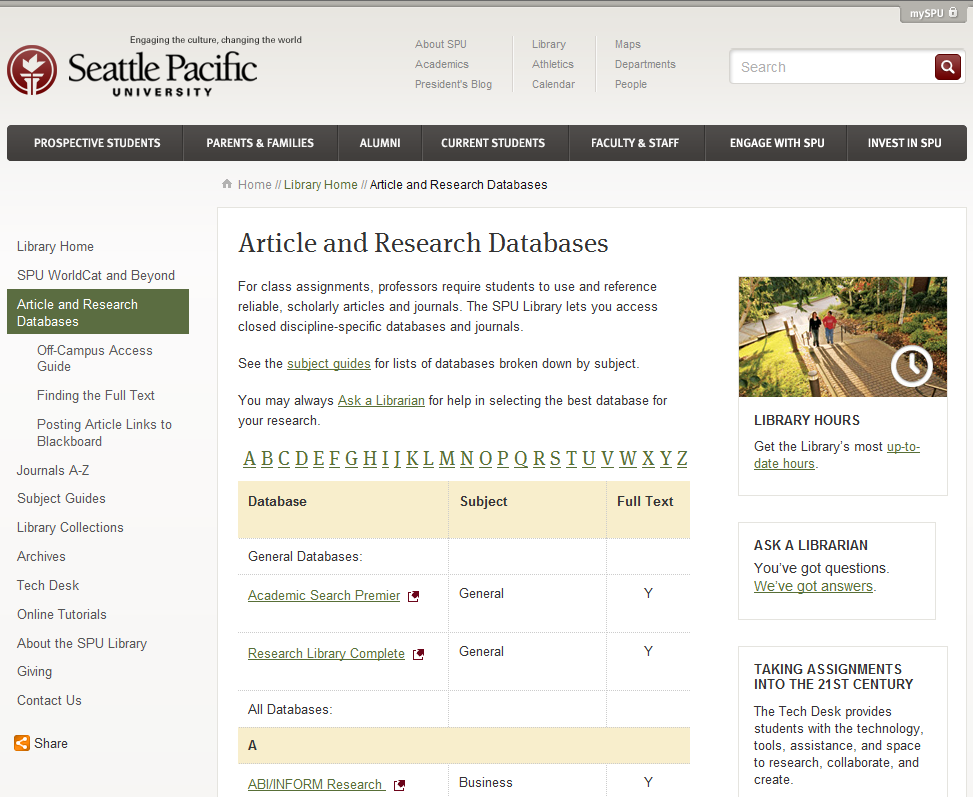 mySPU
Engaging the culture, changing the world
Seattle Pacific
UNIVERSITY
About SPU
Academics
President's Blog
Library
Athletics
Calendar
Maps
Departments
People
Search
PROSPECTIVE STUDENTS
PARENTS & FAMILIES
ALUMNI
CURRENT STUDENTS
FACULTY & STAFF
ENGAGE WITH SPU
INVEST IN SPU
Home // Library Home // Article and Research Databases
Library Home
SPU WorldCat and Beyond
Article and Research
Databases
Off-Campus Access
Guide
Finding the Full Text
Posting Article Links to
Blackboard
Journals A-Z
Subject Guides
Library Collections
Archives
Tech Desk
Online Tutorials
About the SPU Library
Giving
Contact Us
Share
Article and Research Databases
For class assignments, professors require students to use and reference
reliable, scholarly articles and journals. The SPU Library lets you access
closed discipline-specific databases and journals.
See the subject guides for lists of databases broken down by subject.
You may always Ask a Librarian for help in selecting the best database for
your research.
A B C D E F G H I J K L M N O P Q R S T U V W X Y Z
Database Subject Full Text
General Databases:
Academic Search Premier General Y
Research Library Complete General Y
All Databases:
A
ABI/INFORM Research Business Y
LIBRARY HOURS
Get the Library's most up-to-
date hours.
ASK A LIBRARIAN
You've got questions.
We've got answers.
TAKING ASSIGNMENTS
INTO THE 21ST CENTURY
The Tech Desk provides
students with the technology,
tools, assistance, and space
to research, collaborate, and
create.